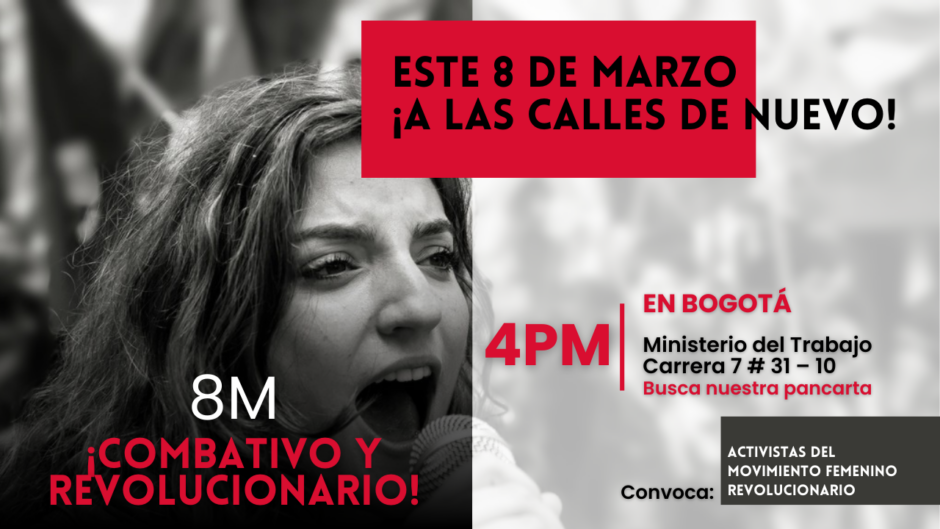 ESTE 8 DE MARZO
¡A LAS CALLES DE NUEVO!
4PM
EN BOGOTÁ
Ministerio del Trabajo
Carrera 7 # 31 – 10
Busca nuestra pancarta
8M
¡COMBATIVO Y
REVOLUCIONARIO!
Convoca:
ACTIVISTAS DEL
MOVIMIENTO FEMENINO
REVOLUCIONARIO